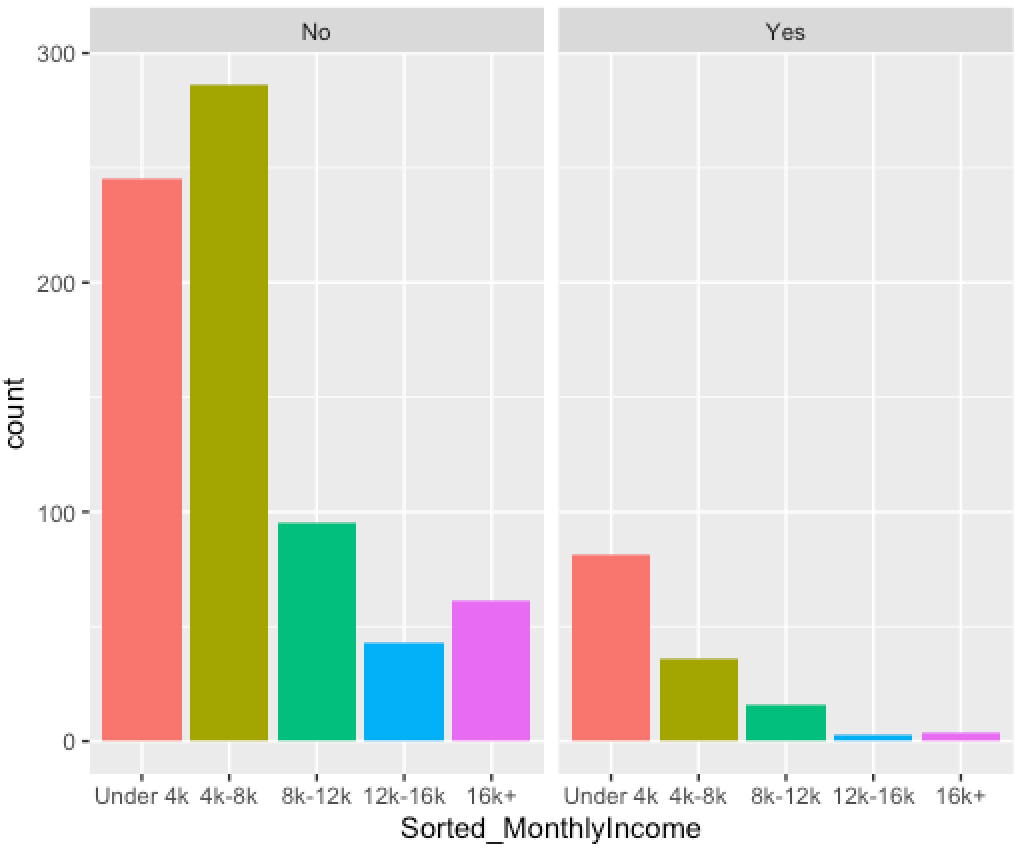 No Yes
300
200
100
0
count
Under 4k 4k-8k 8k-12k 12k-16k 16k+ Under 4k 4k-8k 8k-12k 12k-16k 16k+
Sorted_MonthlyIncome